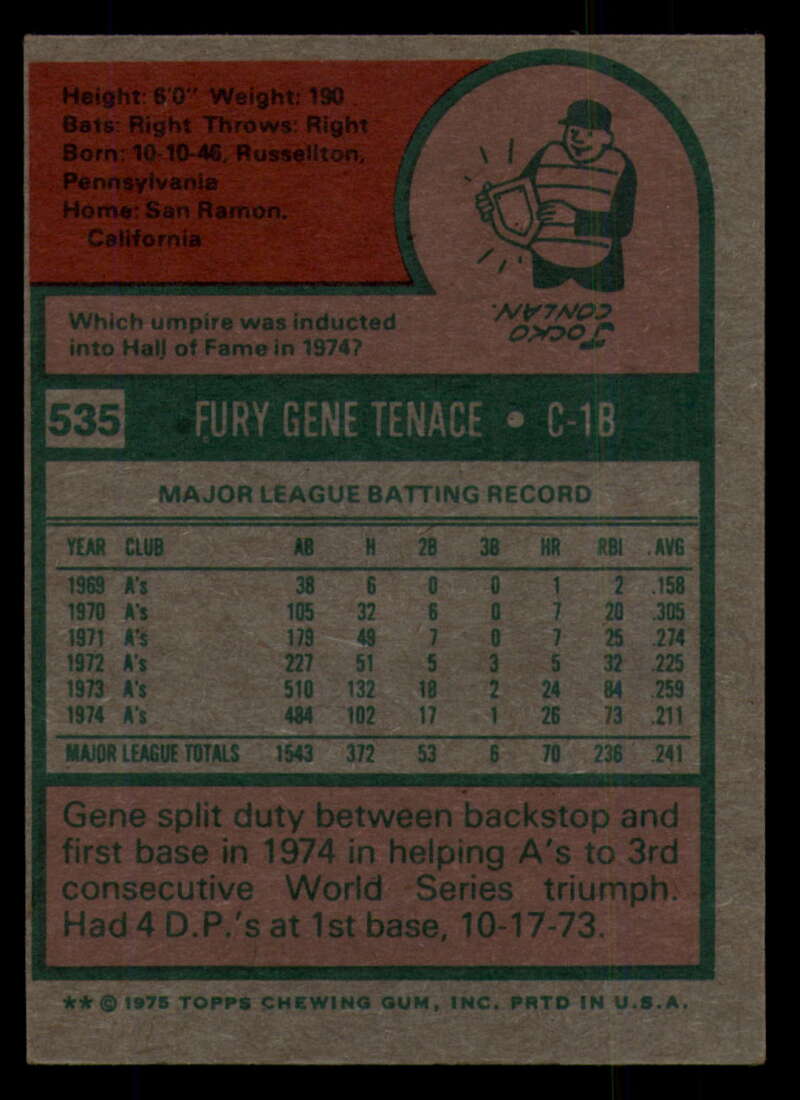 Height: 6'0" Weight: 190
Bats: Right Throws: Right
Born: 10-10-46, Russellton,
Pennsylvania
Home: San Ramon,
California
Which umpire was inducted
into Hall of Fame in 1974?
JOCKO
CONLAN.
535 FURY GENE TENACE • C-1B
MAJOR LEAGUE BATTING RECORD
YEAR CLUB AB H 2B 3B HR RBI .AVG
1969 A's 38 6 0 0 1 2 .158
1970 A's 105 32 6 0 7 20 .305
1971 A's 179 49 7 0 7 25 .274
1972 A's 227 51 5 3 5 32 .225
1973 A's 510 132 18 2 24 84 .259
1974 A's 484 102 17 1 26 73 .211
MAJOR LEAGUE TOTALS 1543 372 53 6 70 236 .241
Gene split duty between backstop and
first base in 1974 in helping A's to 3rd
consecutive World Series triumph.
Had 4 D.P.'s at 1st base, 10-17-73.
** © 1975 TOPPS CHEWING GUM, INC. PRTD IN U.S.A.